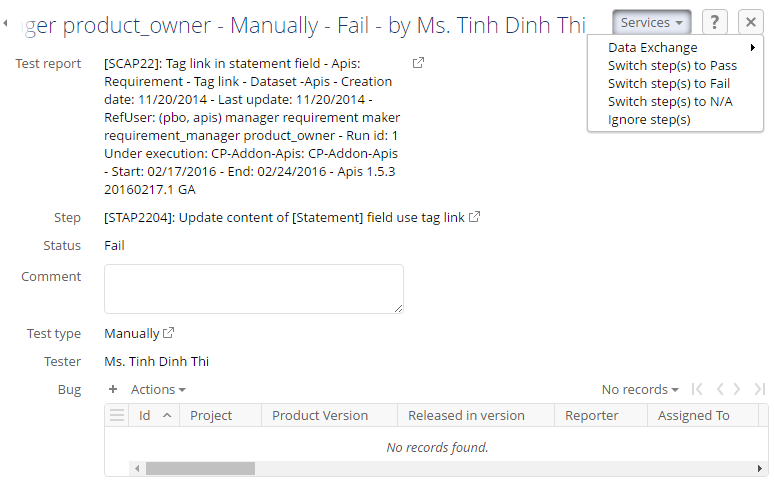 ger product_owner - Manually - Fail - by Ms. Tinh Dinh Thi
Services
?
Data Exchange
Switch step(s) to Pass
Switch step(s) to Fail
Switch step(s) to N/A
Ignore step(s)
Test report
[SCAP22]: Tag link in statement field - Apis:
Requirement - Tag link - Dataset -Apis - Creation
date: 11/20/2014 - Last update: 11/20/2014 -
RefUser: (pbo, apis) manager requirement maker
requirement_manager product_owner - Run id: 1
Under execution: CP-Addon-Apis: CP-Addon-Apis
- Start: 02/17/2016 - End: 02/24/2016 - Apis 1.5.3
20160217.1 GA
Step [STAP2204]: Update content of [Statement] field use tag link
Status Fail
Comment
Test type Manually
Tester Ms. Tinh Dinh Thi
Bug + Actions No records
Id Project Product Version Released in version Reporter Assigned To
No records found.